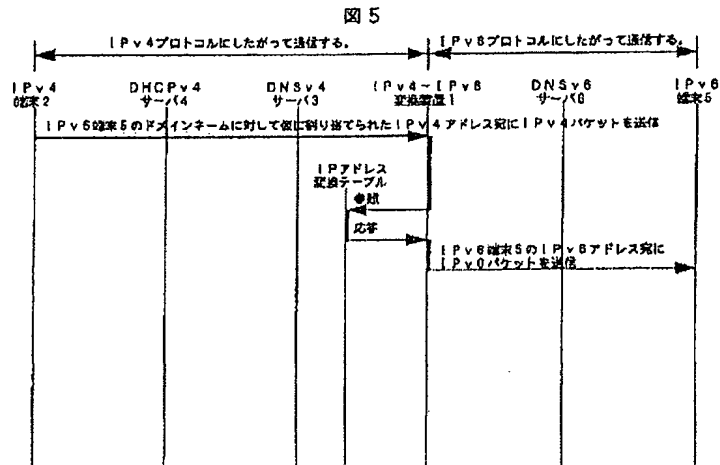 図5
IPv4プロトコルにしたがって通信する。
IPv6プロトコルにしたがって通信する。
IPv4
端末2
DHCPv4
サーバ4
DNSv4
サーバ3
IPv4~IPv6
変換装置1
DNSv6
サーバ6
IPv6
端末5
IPv6端末5のドメインネームに対して仮に割り当てられたIPv4アドレス宛にIPv4パケットを送信
IPアドレス
変換テーブル
参照
応答
IPv6端末5のIPv6アドレス宛に
IPv6パケットを送信